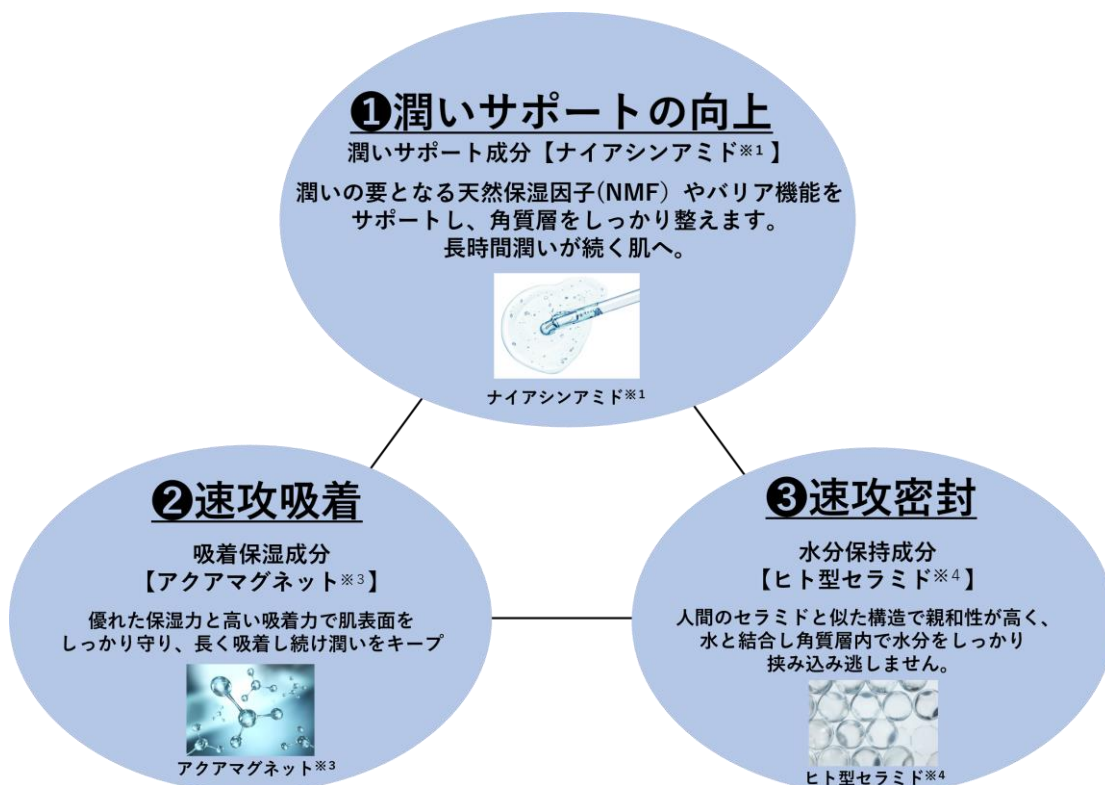 ❶潤いサポートの向上
潤いサポート成分【ナイアシンアミド※1】
潤いの要となる天然保湿因子(NMF）やバリア機能を
サポートし、角質層をしっかり整えます。
長時間潤いが続く肌へ。
ナイアシンアミド※1
❷速攻吸着
吸着保湿成分
【アクアマグネット※3】
優れた保湿力と高い吸着力で肌表面を
しっかり守り、長く吸着し続け潤いをキープ
アクアマグネット※3
❸速攻密封
水分保持成分
【ヒト型セラミド※4】
人間のセラミドと似た構造で親和性が高く、
水と結合し角質層内で水分をしっかり
挟み込み逃しません。
ヒト型セラミド※4